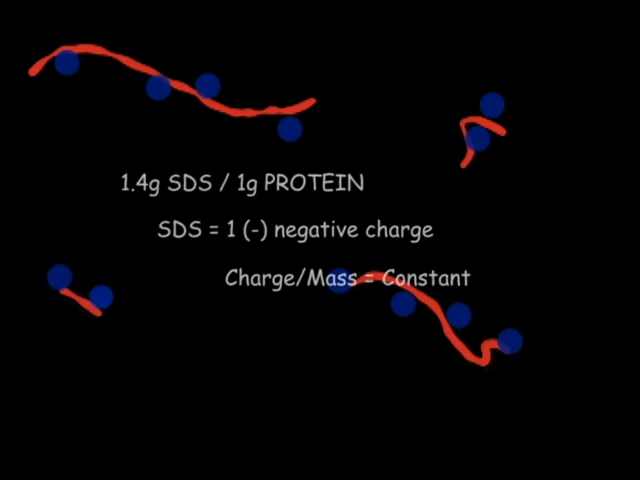 1.4g SDS / 1g PROTEIN
SDS = 1 (-) negative charge
Charge/Mass = Constant